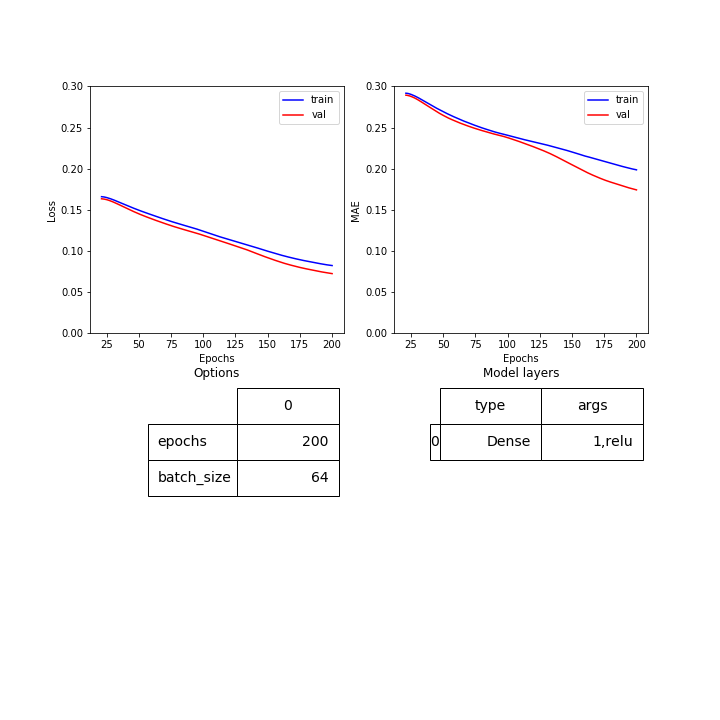 0.30
0.25
0.20
0.15
0.10
0.05
0.00
Loss
train
val
25 50 75 100 125 150 175 200
Epochs
0.30
0.25
0.20
0.15
0.10
0.05
0.00
MAE
train
val
25 50 75 100 125 150 175 200
Epochs
Options
0
epochs 200
batch_size 64
Model layers
type args
0 Dense 1,relu